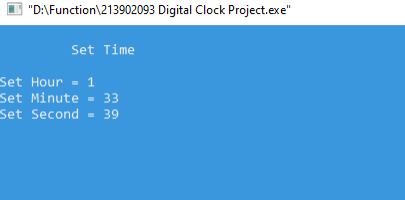 "D:\Function\213902093 Digital Clock Project.exe"
Set Time
Set Hour = 1
Set Minute = 33
Set Second = 39